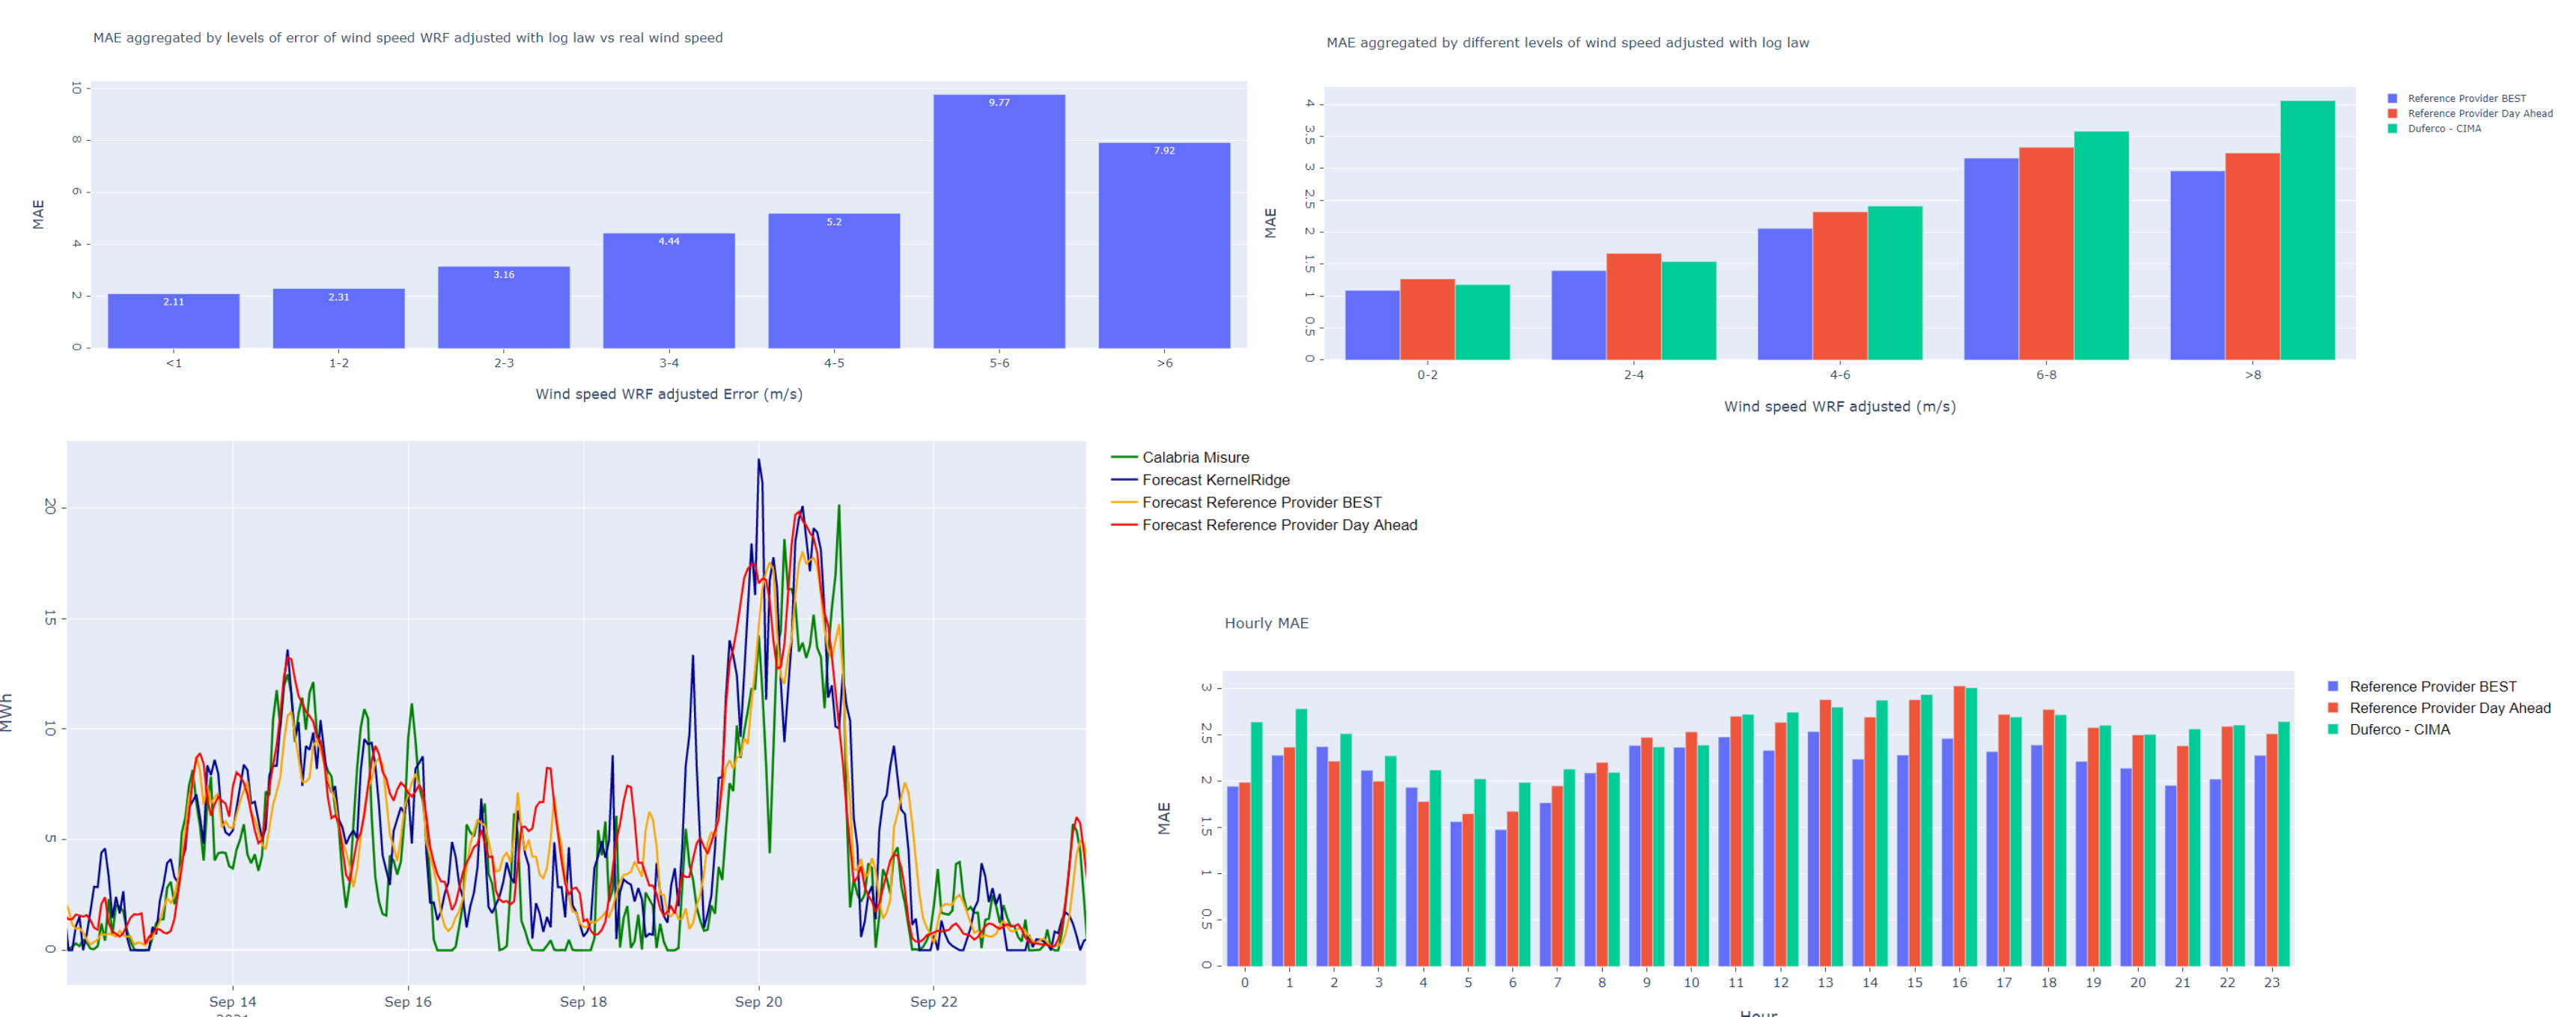 MAE aggregated by levels of error of wind speed WRF adjusted with log law vs real wind speed
MAE
10
8
6
4
2
0
2.11
2.31
3.16
4.44
5.2
9.77
7.92
<1
1-2
2-3
3-4
4-5
5-6
>6
Wind speed WRF adjusted Error (m/s)
MAE aggregated by different levels of wind speed adjusted with log law
MAE
4
3.5
3
2.5
2
1.5
1
0.5
0
0-2
2-4
4-6
6-8
>8
Wind speed WRF adjusted (m/s)
Reference Provider BEST
Reference Provider Day Ahead
Duferco - CIMA
MWh
20
15
10
5
0
Sep 14
2021
Sep 16
Sep 18
Sep 20
Sep 22
Calabria Misure
Forecast KernelRidge
Forecast Reference Provider BEST
Forecast Reference Provider Day Ahead
Hourly MAE
MAE
3
2.5
2
1.5
1
0.5
0
0
1
2
3
4
5
6
7
8
9
10
11
12
13
14
15
16
17
18
19
20
21
22
23
Hour
Reference Provider BEST
Reference Provider Day Ahead
Duferco - CIMA